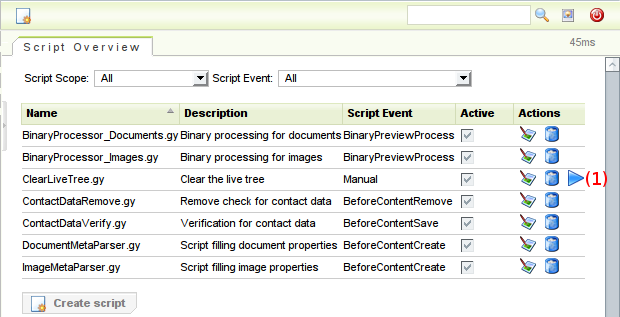 Script Overview
45ms
Script Scope: All Script Event: All
Name Description Script Event Active Actions
BinaryProcessor_Documents.gy Binary processing for documents BinaryPreviewProcess
BinaryProcessor_Images.gy Binary processing for images BinaryPreviewProcess
ClearLiveTree.gy Clear the live tree Manual (1)
ContactDataRemove.gy Remove check for contact data BeforeContentRemove
ContactDataVerify.gy Verification for contact data BeforeContentSave
DocumentMetaParser.gy Script filling document properties BeforeContentCreate
ImageMetaParser.gy Script filling image properties BeforeContentCreate
Create script